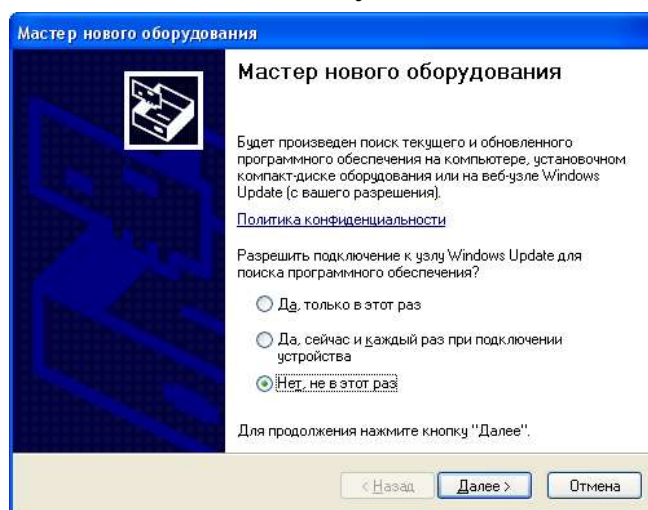 Мастер нового оборудования
Мастер нового оборудования
Будет произведен поиск текущего и обновленного
программного обеспечения на компьютере, установочном
компакт-диске оборудования или на веб-узле Windows
Update (с вашего разрешения).
Политика конфиденциальности
Разрешить подключение к узлу Windows Update для
поиска программного обеспечения?
Да, только в этот раз
Да, сейчас и каждый раз при подключении
устройства
Нет, не в этот раз
Для продолжения нажмите кнопку "Далее".
< Назад
Далее >
Отмена